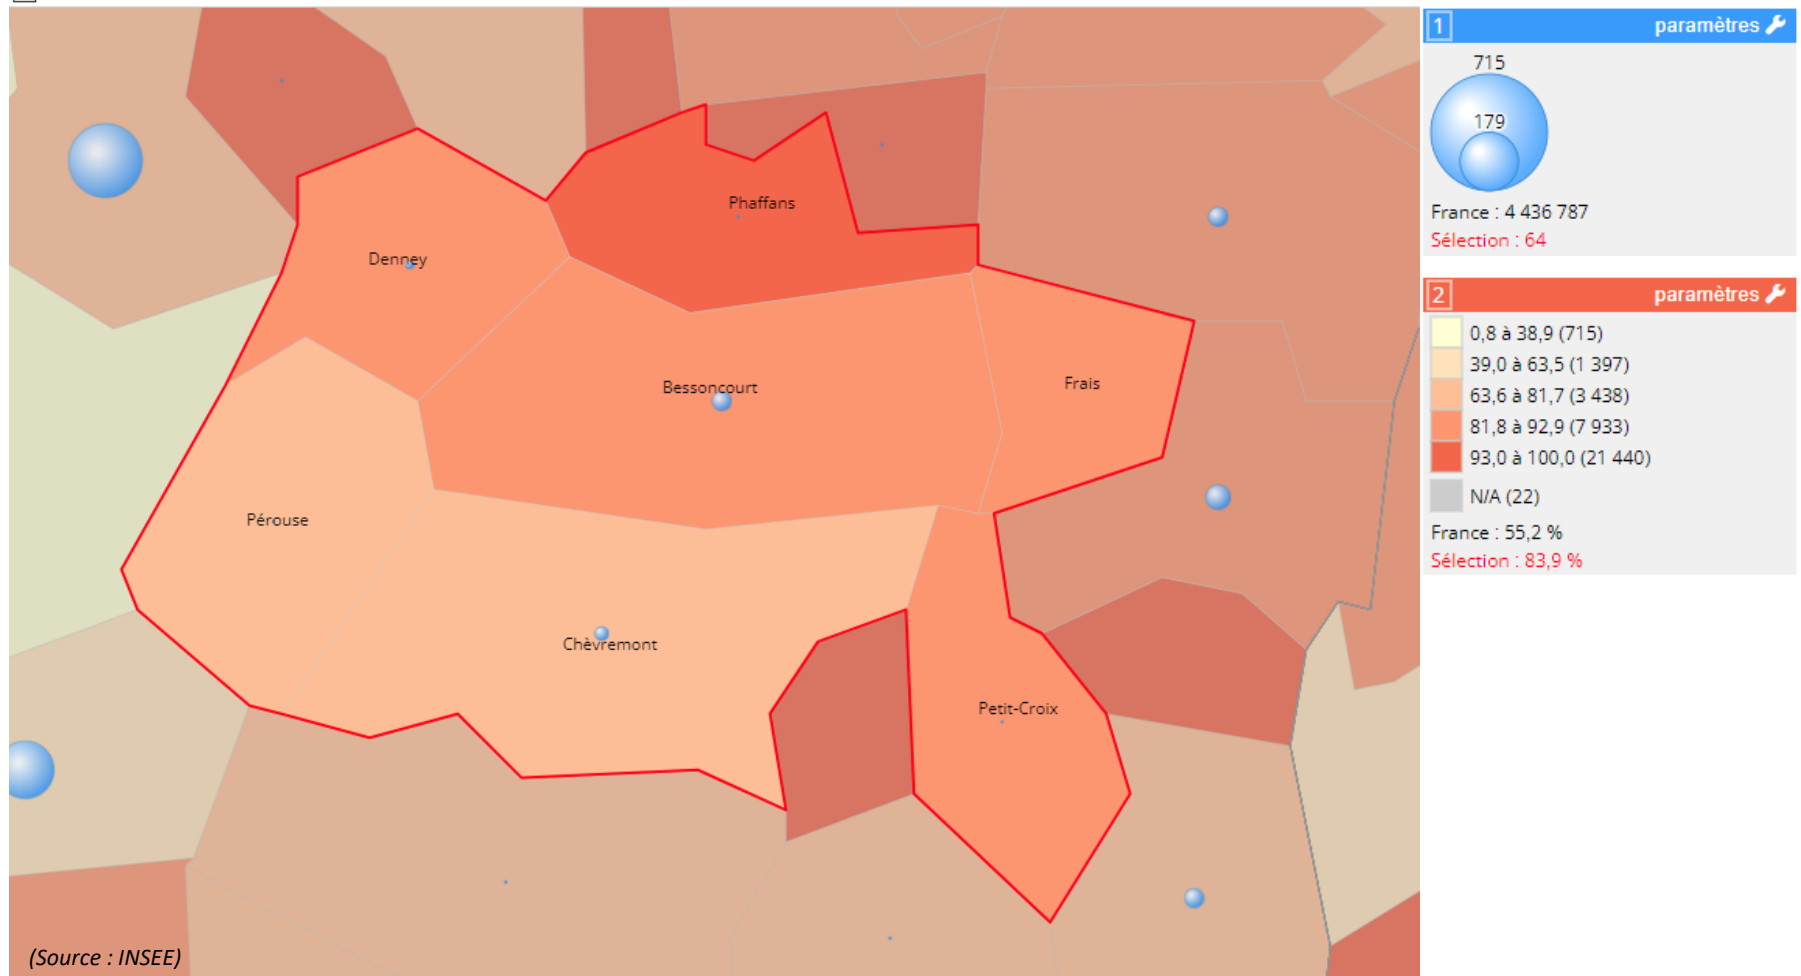 Phaffans
Denney
Bessoncourt
Frais
Pérouse
Chèvremont
Petit-Croix
(Source : INSEE)
1 paramètres
715
179
France : 4 436 787
Sélection : 64
2 paramètres
0,8 à 38,9 (715)
39,0 à 63,5 (1 397)
63,6 à 81,7 (3 438)
81,8 à 92,9 (7 933)
93,0 à 100,0 (21 440)
N/A (22)
France : 55,2 %
Sélection : 83,9 %